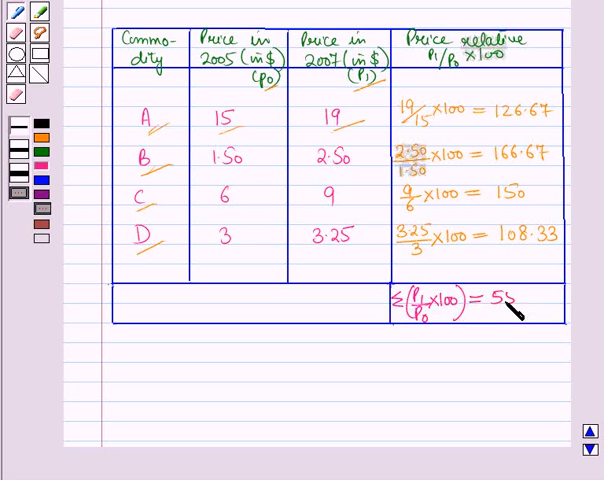 Commo- Price in Price in Price relative
dity 2005 (in $) 2007 (in $) P1/P0 ×100
(P0) (P1)
A 15 19 19/15 ×100 = 126.67
B 1.50 2.50 2.50/1.50 ×100 = 166.67
C 6 9 9/6 ×100 = 150
D 3 3.25 3.25/3 ×100 = 108.33
Σ(P1/P0 ×100) = 55